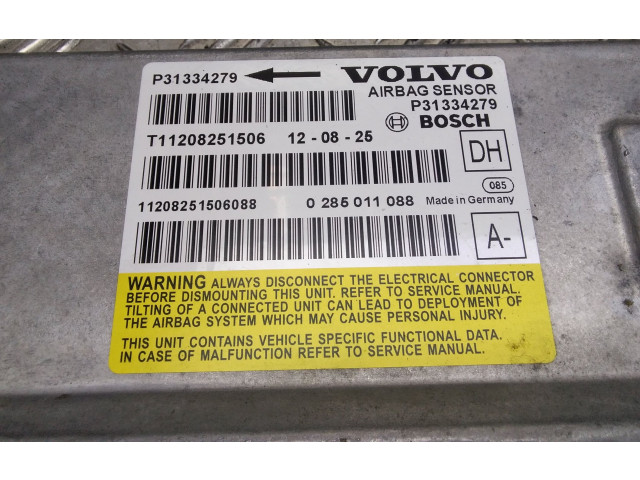 P31334279 VOLVO
AIRBAG SENSOR
P31334279
BOSCH
T11208251506 12-08-25
DH
085
11208251506088 0 285 011 088 Made in Germany
A-
WARNING ALWAYS DISCONNECT THE ELECTRICAL CONNECTOR
BEFORE DISMOUNTING THIS UNIT. REFER TO SERVICE MANUAL.
TILTING OF A CONNECTED UNIT CAN LEAD TO DEPLOYMENT OF
THE AIRBAG SYSTEM WHICH MAY CAUSE PERSONAL INJURY.
THIS UNIT CONTAINS VEHICLE SPECIFIC FUNCTIONAL DATA.
IN CASE OF MALFUNCTION REFER TO SERVICE MANUAL.